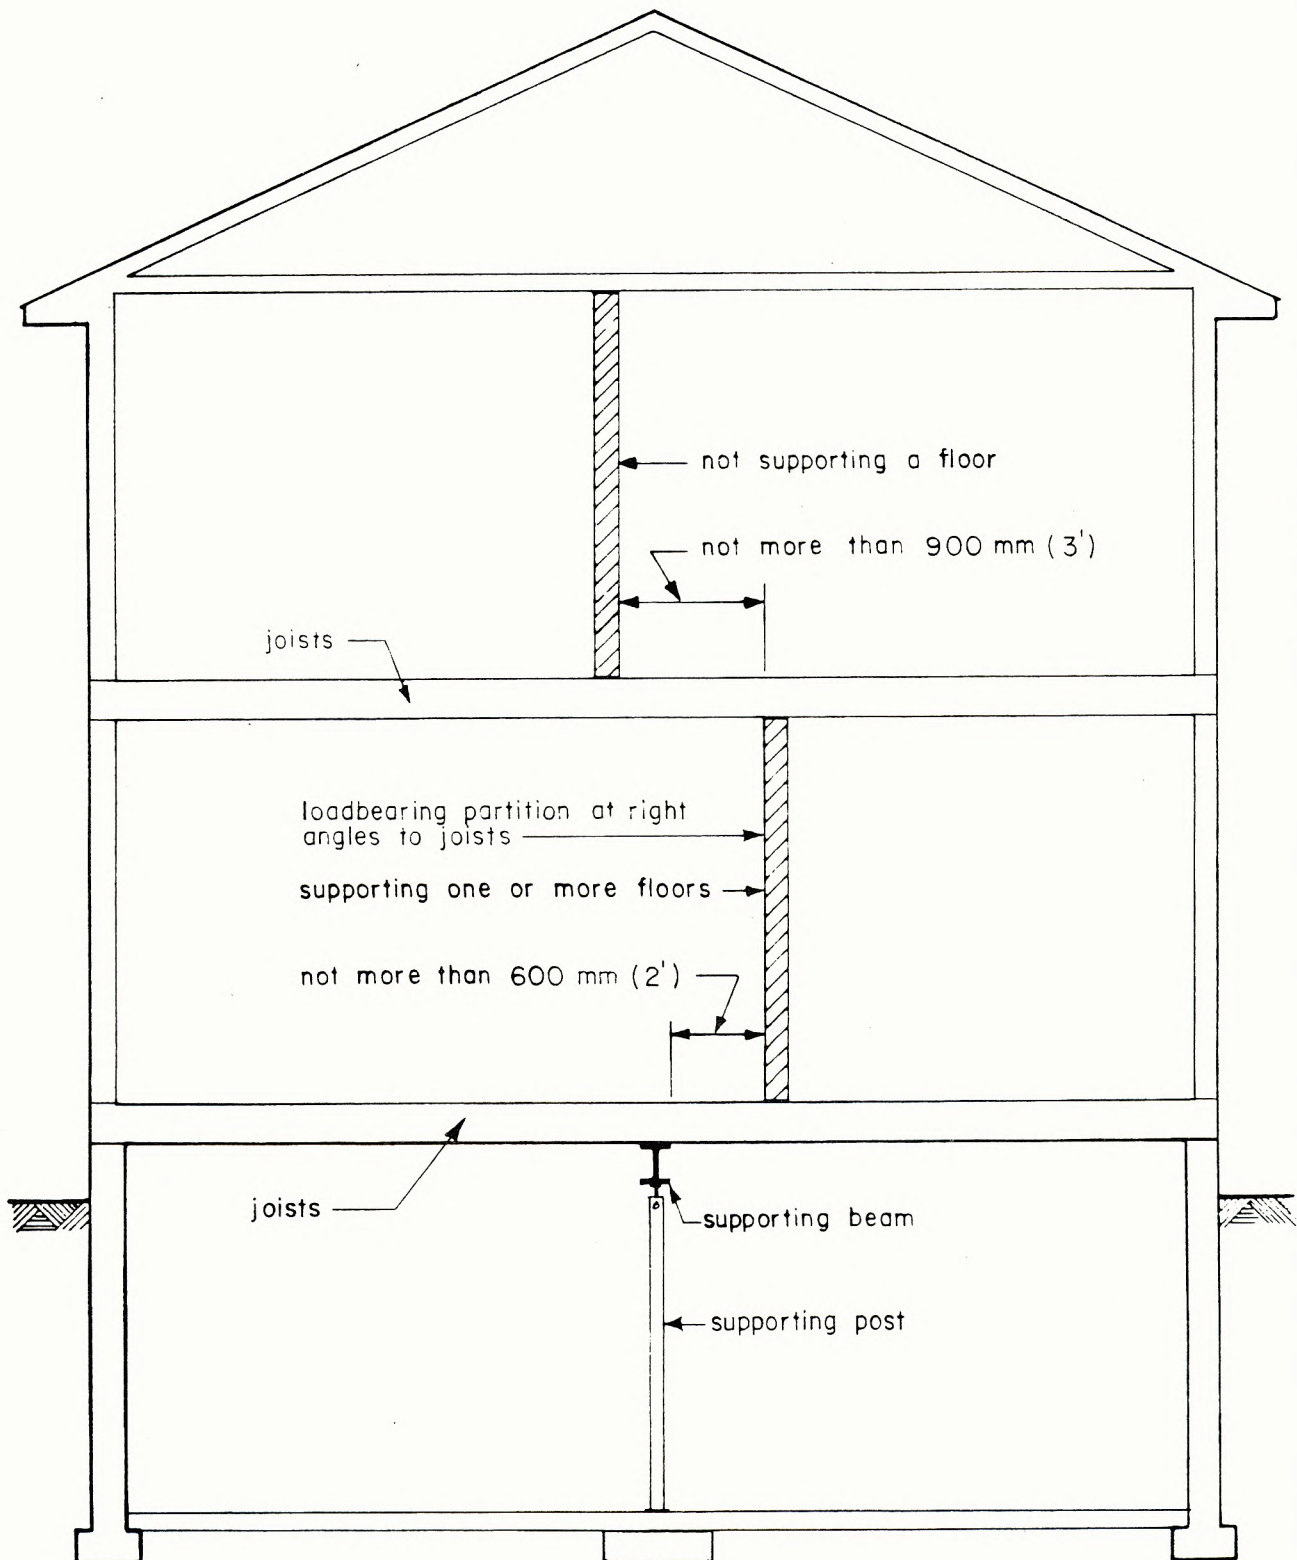 not supporting a floor
not more than 900 mm (3')
joists
loadbearing partition at right
angles to joists
supporting one or more floors
not more than 600 mm (2')
joists
supporting beam
supporting post